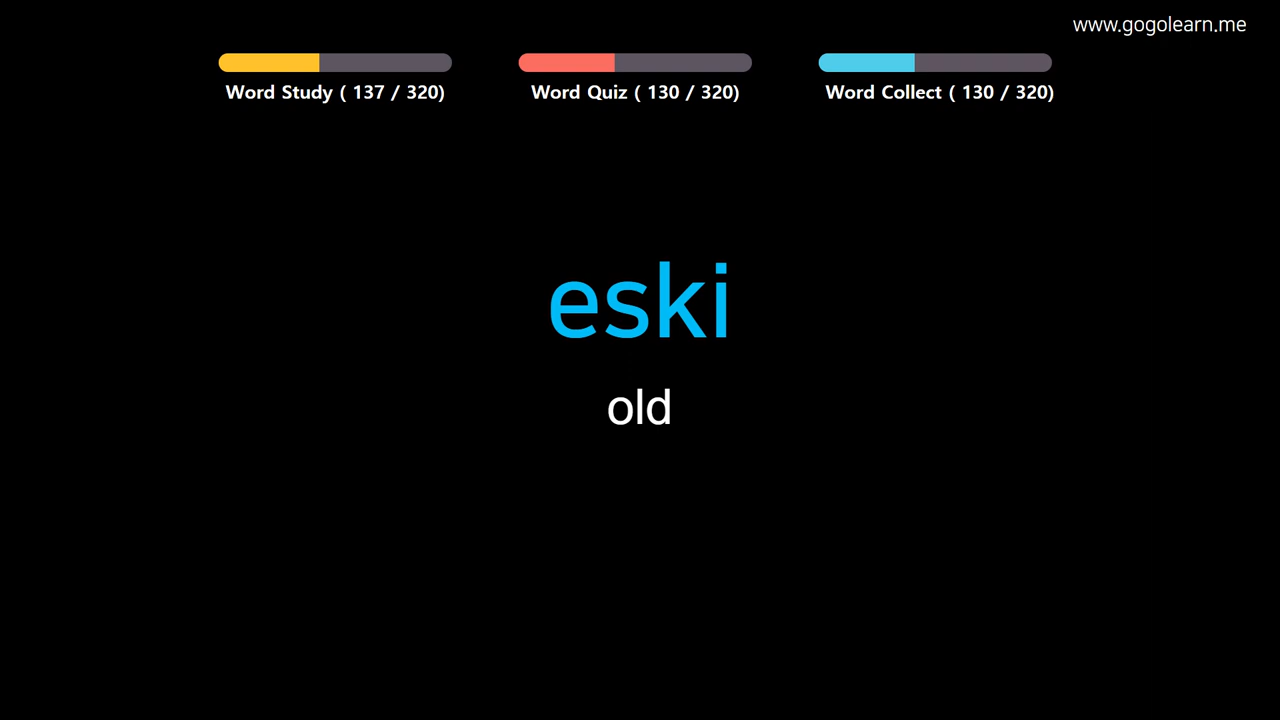 www.gogolearn.me
Word Study ( 137 / 320)
Word Quiz ( 130 / 320)
Word Collect ( 130 / 320)
eski
old